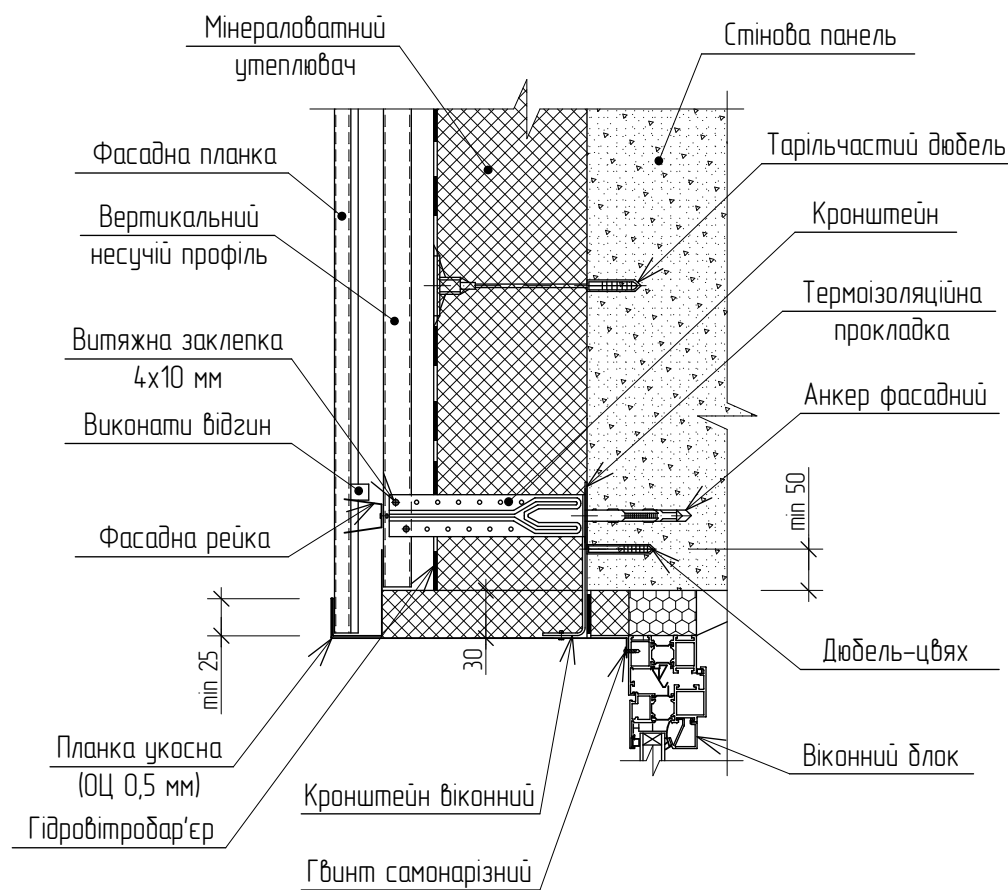 Мінераловатний
утеплювач
Стінова панель
Фасадна планка
Тарільчастий дюбель
Вертикальний
несучій профіль
Кронштейн
Термоізоляційна
прокладка
Витяжна заклепка
4х10 мм
Анкер фасадний
Виконати відгин
min 50
Фасадна рейка
min 25
30
Дюбель-цвях
Планка укосна
(ОЦ 0,5 мм)
Віконний блок
Кронштейн віконний
Гідровітробар'єр
Гвинт самонарізний